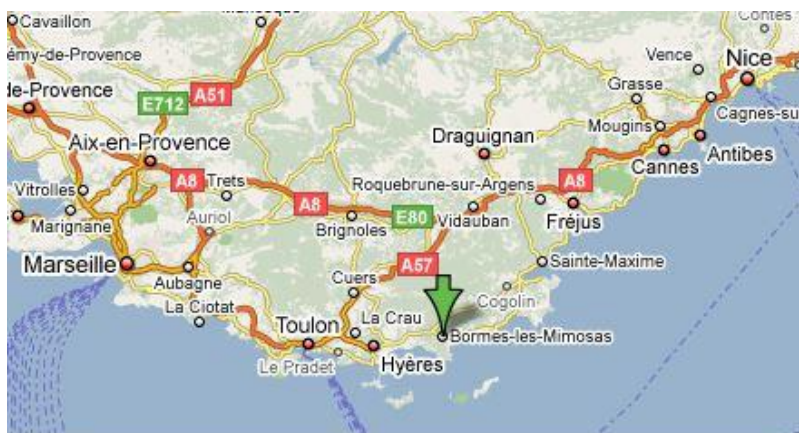 Cavaillon
Manosque
Contes
émy-de-Provence
Vence
Nice
de-Provence
E712
A51
Grasse
Cagnes-su
Aix-en-Provence
Draguignan
Mougins
Cannes
Antibes
Vitrolles
A8
Trets
Roquebrune-sur-Argens
A8
Marignane
Auriol
A8
Brignoles
E80
Vidauban
Fréjus
Marseille
Aubagne
A57
Sainte-Maxime
Cuers
Cogolin
La Ciotat
Toulon
La Crau
Bormes-les-Mimosas
Le Pradet
Hyères